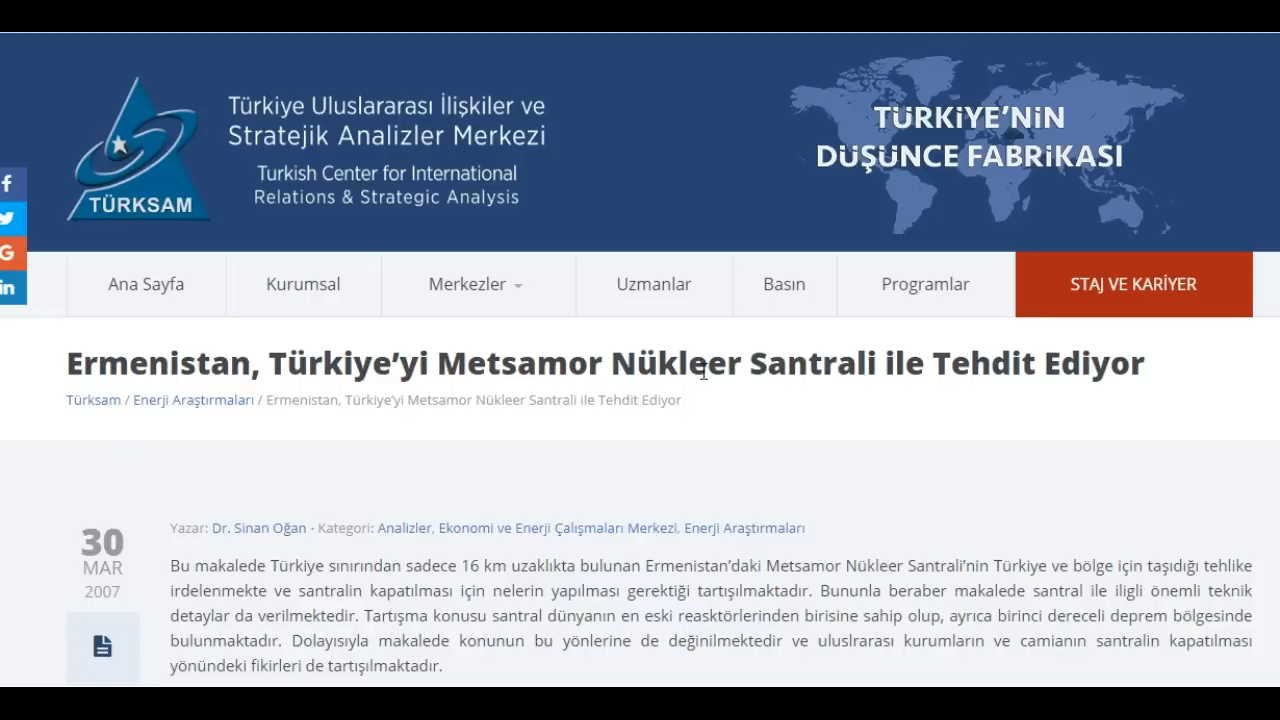 Türkiye Uluslararası İlişkiler ve
Stratejik Analizler Merkezi
Turkish Center for International
Relations & Strategic Analysis
TÜRKSAM
TÜRKİYE’NİN
DÜŞÜNCE FABRİKASI
f
G
in
Ana Sayfa
Kurumsal
Merkezler
Uzmanlar
Basın
Programlar
STAJ VE KARİYER
Ermenistan, Türkiye’yi Metsamor Nükleer Santrali ile Tehdit Ediyor
Türksam / Enerji Araştırmaları / Ermenistan, Türkiye’yi Metsamor Nükleer Santrali ile Tehdit Ediyor
30
MAR
2007
Yazar: Dr. Sinan Oğan - Kategori: Analizler, Ekonomi ve Enerji Çalışmaları Merkezi, Enerji Araştırmaları
Bu makalede Türkiye sınırından sadece 16 km uzaklıkta bulunan Ermenistan’daki Metsamor Nükleer Santrali’nin Türkiye ve bölge için taşıdığı tehlike
irdelenmekte ve santralin kapatılması için nelerin yapılması gerektiği tartışılmaktadır. Bununla beraber makalede santral ile iligli önemli teknik
detaylar da verilmektedir. Tartışma konusu santral dünyanın en eski reasktörlerinden birisine sahip olup, ayrıca birinci dereceli deprem bölgesinde
bulunmaktadır. Dolayısıyla makalede konunun bu yönlerine de değinilmektedir ve uluslrarası kurumların ve camianın santralin kapatılması
yönündeki fikirleri de tartışılmaktadır.